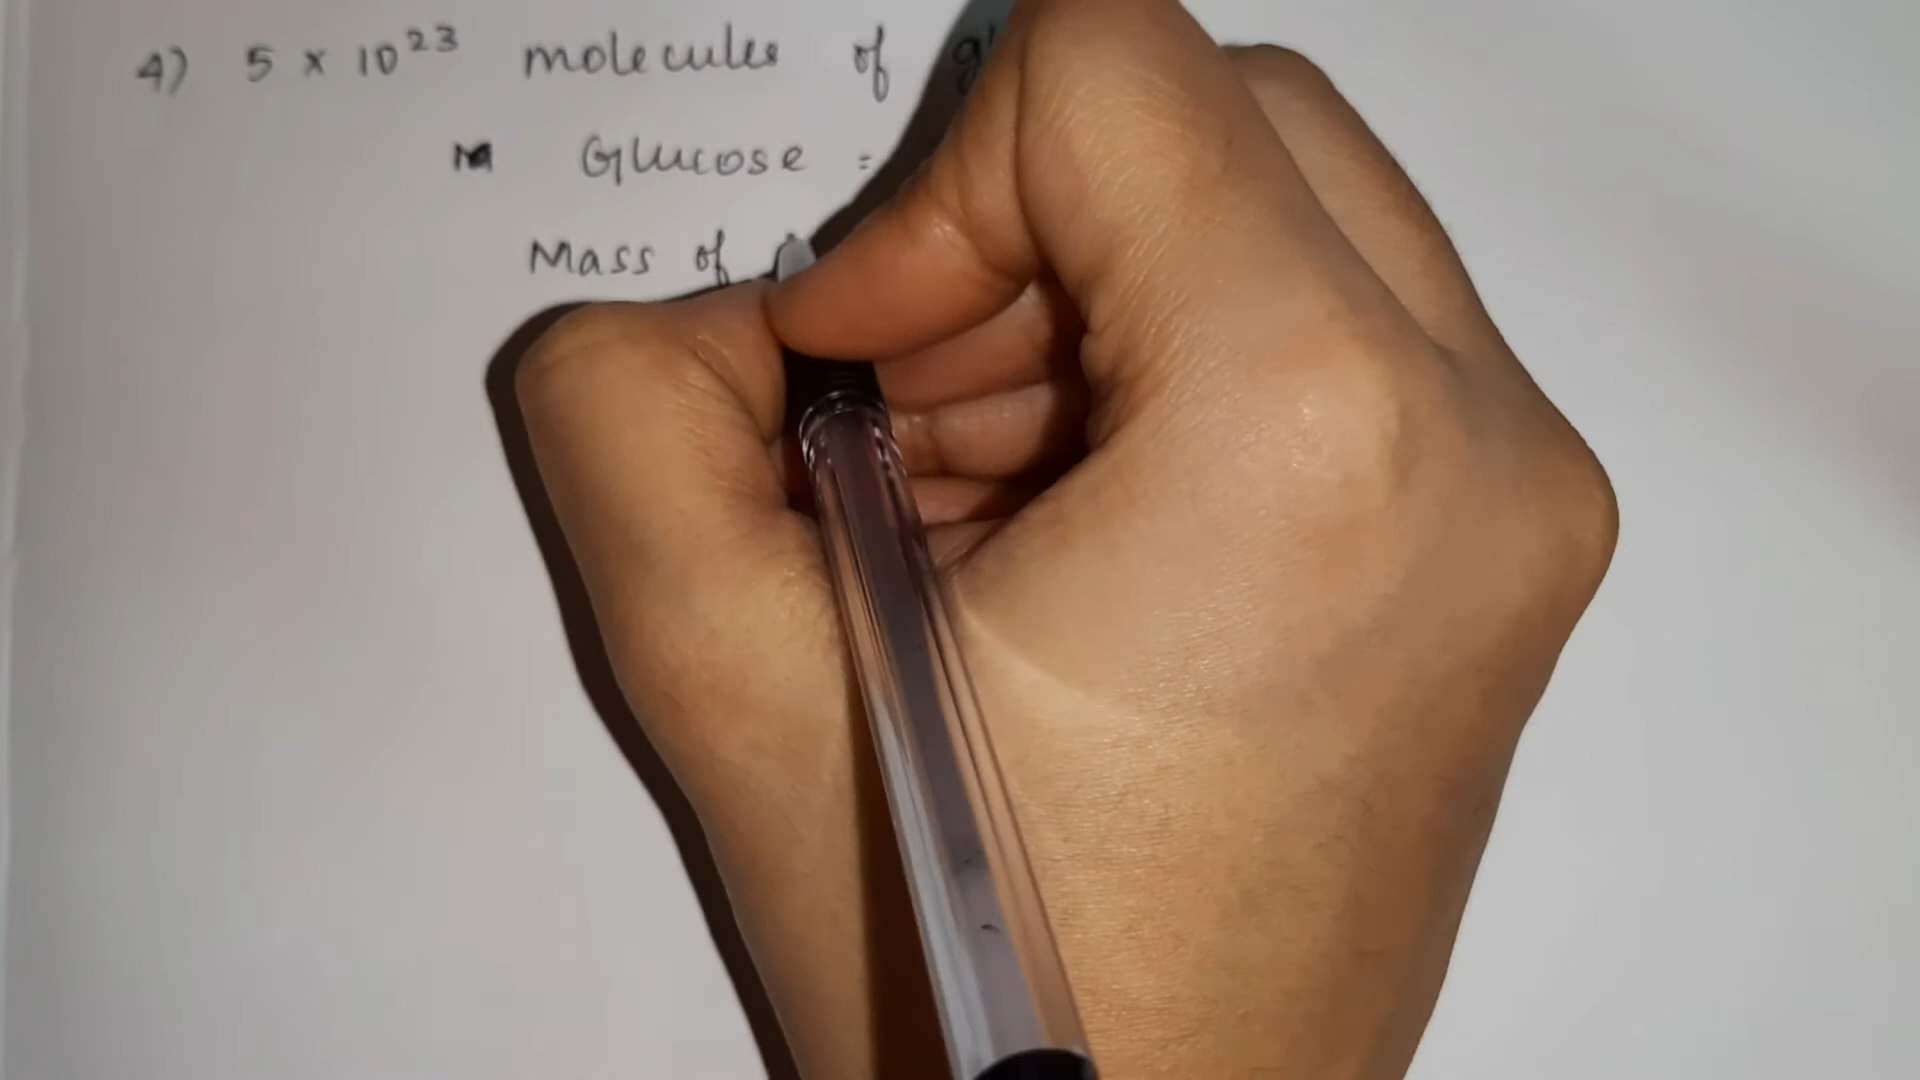 4) 5 x 10²³ molecules of
Glucose =
Mass of